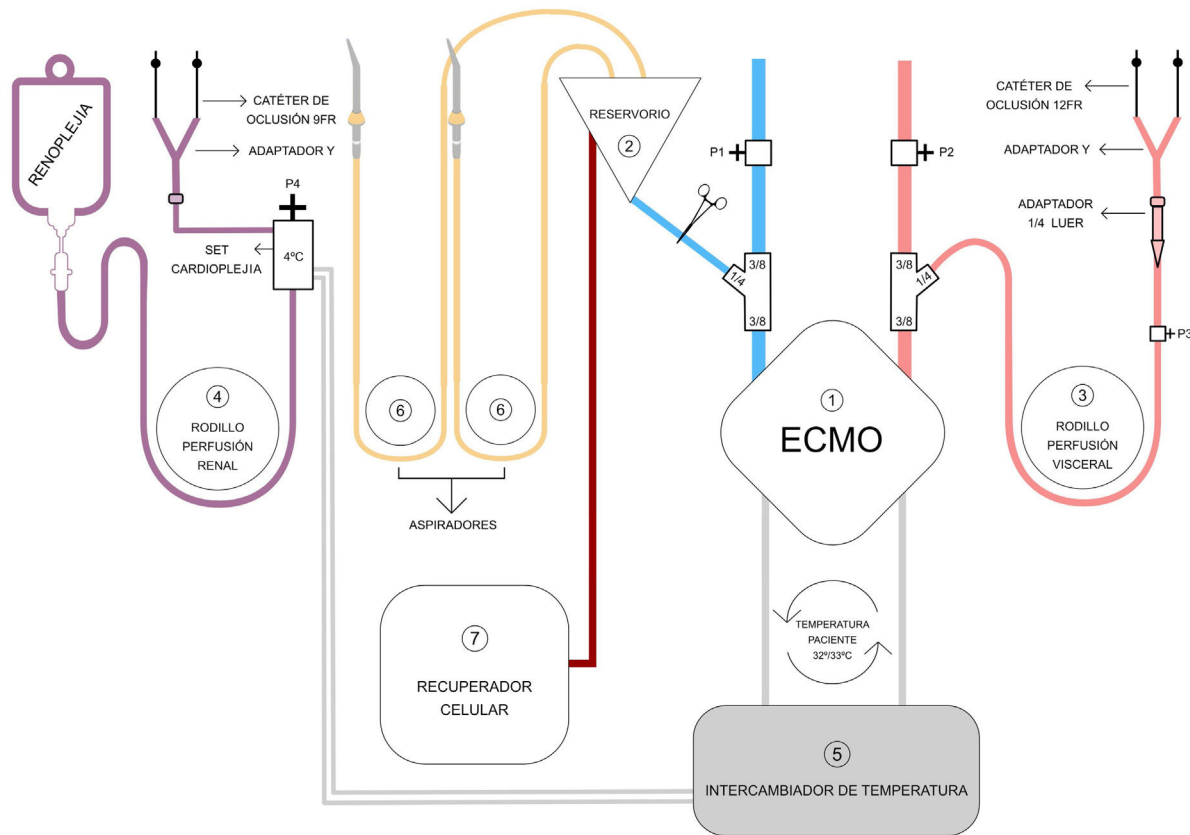 RENOPLEJIA
CATÉTER DE
OCLUSIÓN 9FR
ADAPTADOR Y
P4
SET
CARDIOPLEJIA
4ºC
4
RODILLO
PERFUSIÓN
RENAL
6
6
ASPIRADORES
RESERVORIO
2
P1
P2
1/4
3/8
3/8
3/8
1/4
3/8
CATÉTER DE
OCLUSIÓN 12FR
ADAPTADOR Y
ADAPTADOR
1/4 LUER
P3
3
RODILLO
PERFUSIÓN
VISCERAL
1
ECMO
TEMPERATURA
PACIENTE
32º/33ºC
7
RECUPERADOR
CELULAR
5
INTERCAMBIADOR DE TEMPERATURA